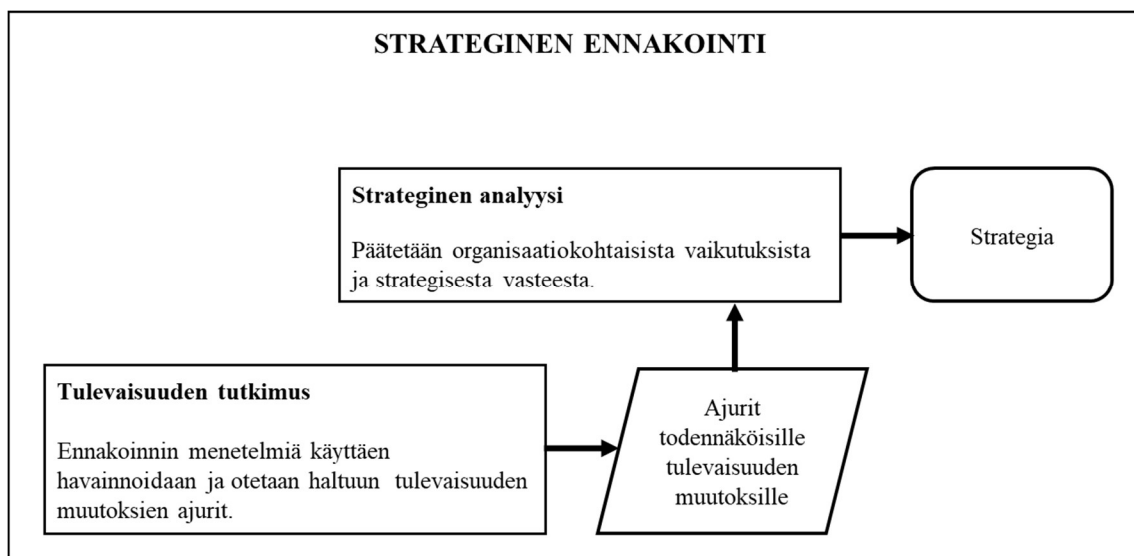 STRATEGINEN ENNAKOINTI
Strateginen analyysi
Päätetään organisaatiokohtaisista vaikutuksista
ja strategisesta vasteesta.
Strategia
Tulevaisuuden tutkimus
Ennakoinnin menetelmiä käyttäen
havainnoidaan ja otetaan haltuun tulevaisuuden
muutoksien ajurit.
Ajurit
todennäköisille
tulevaisuuden
muutoksille